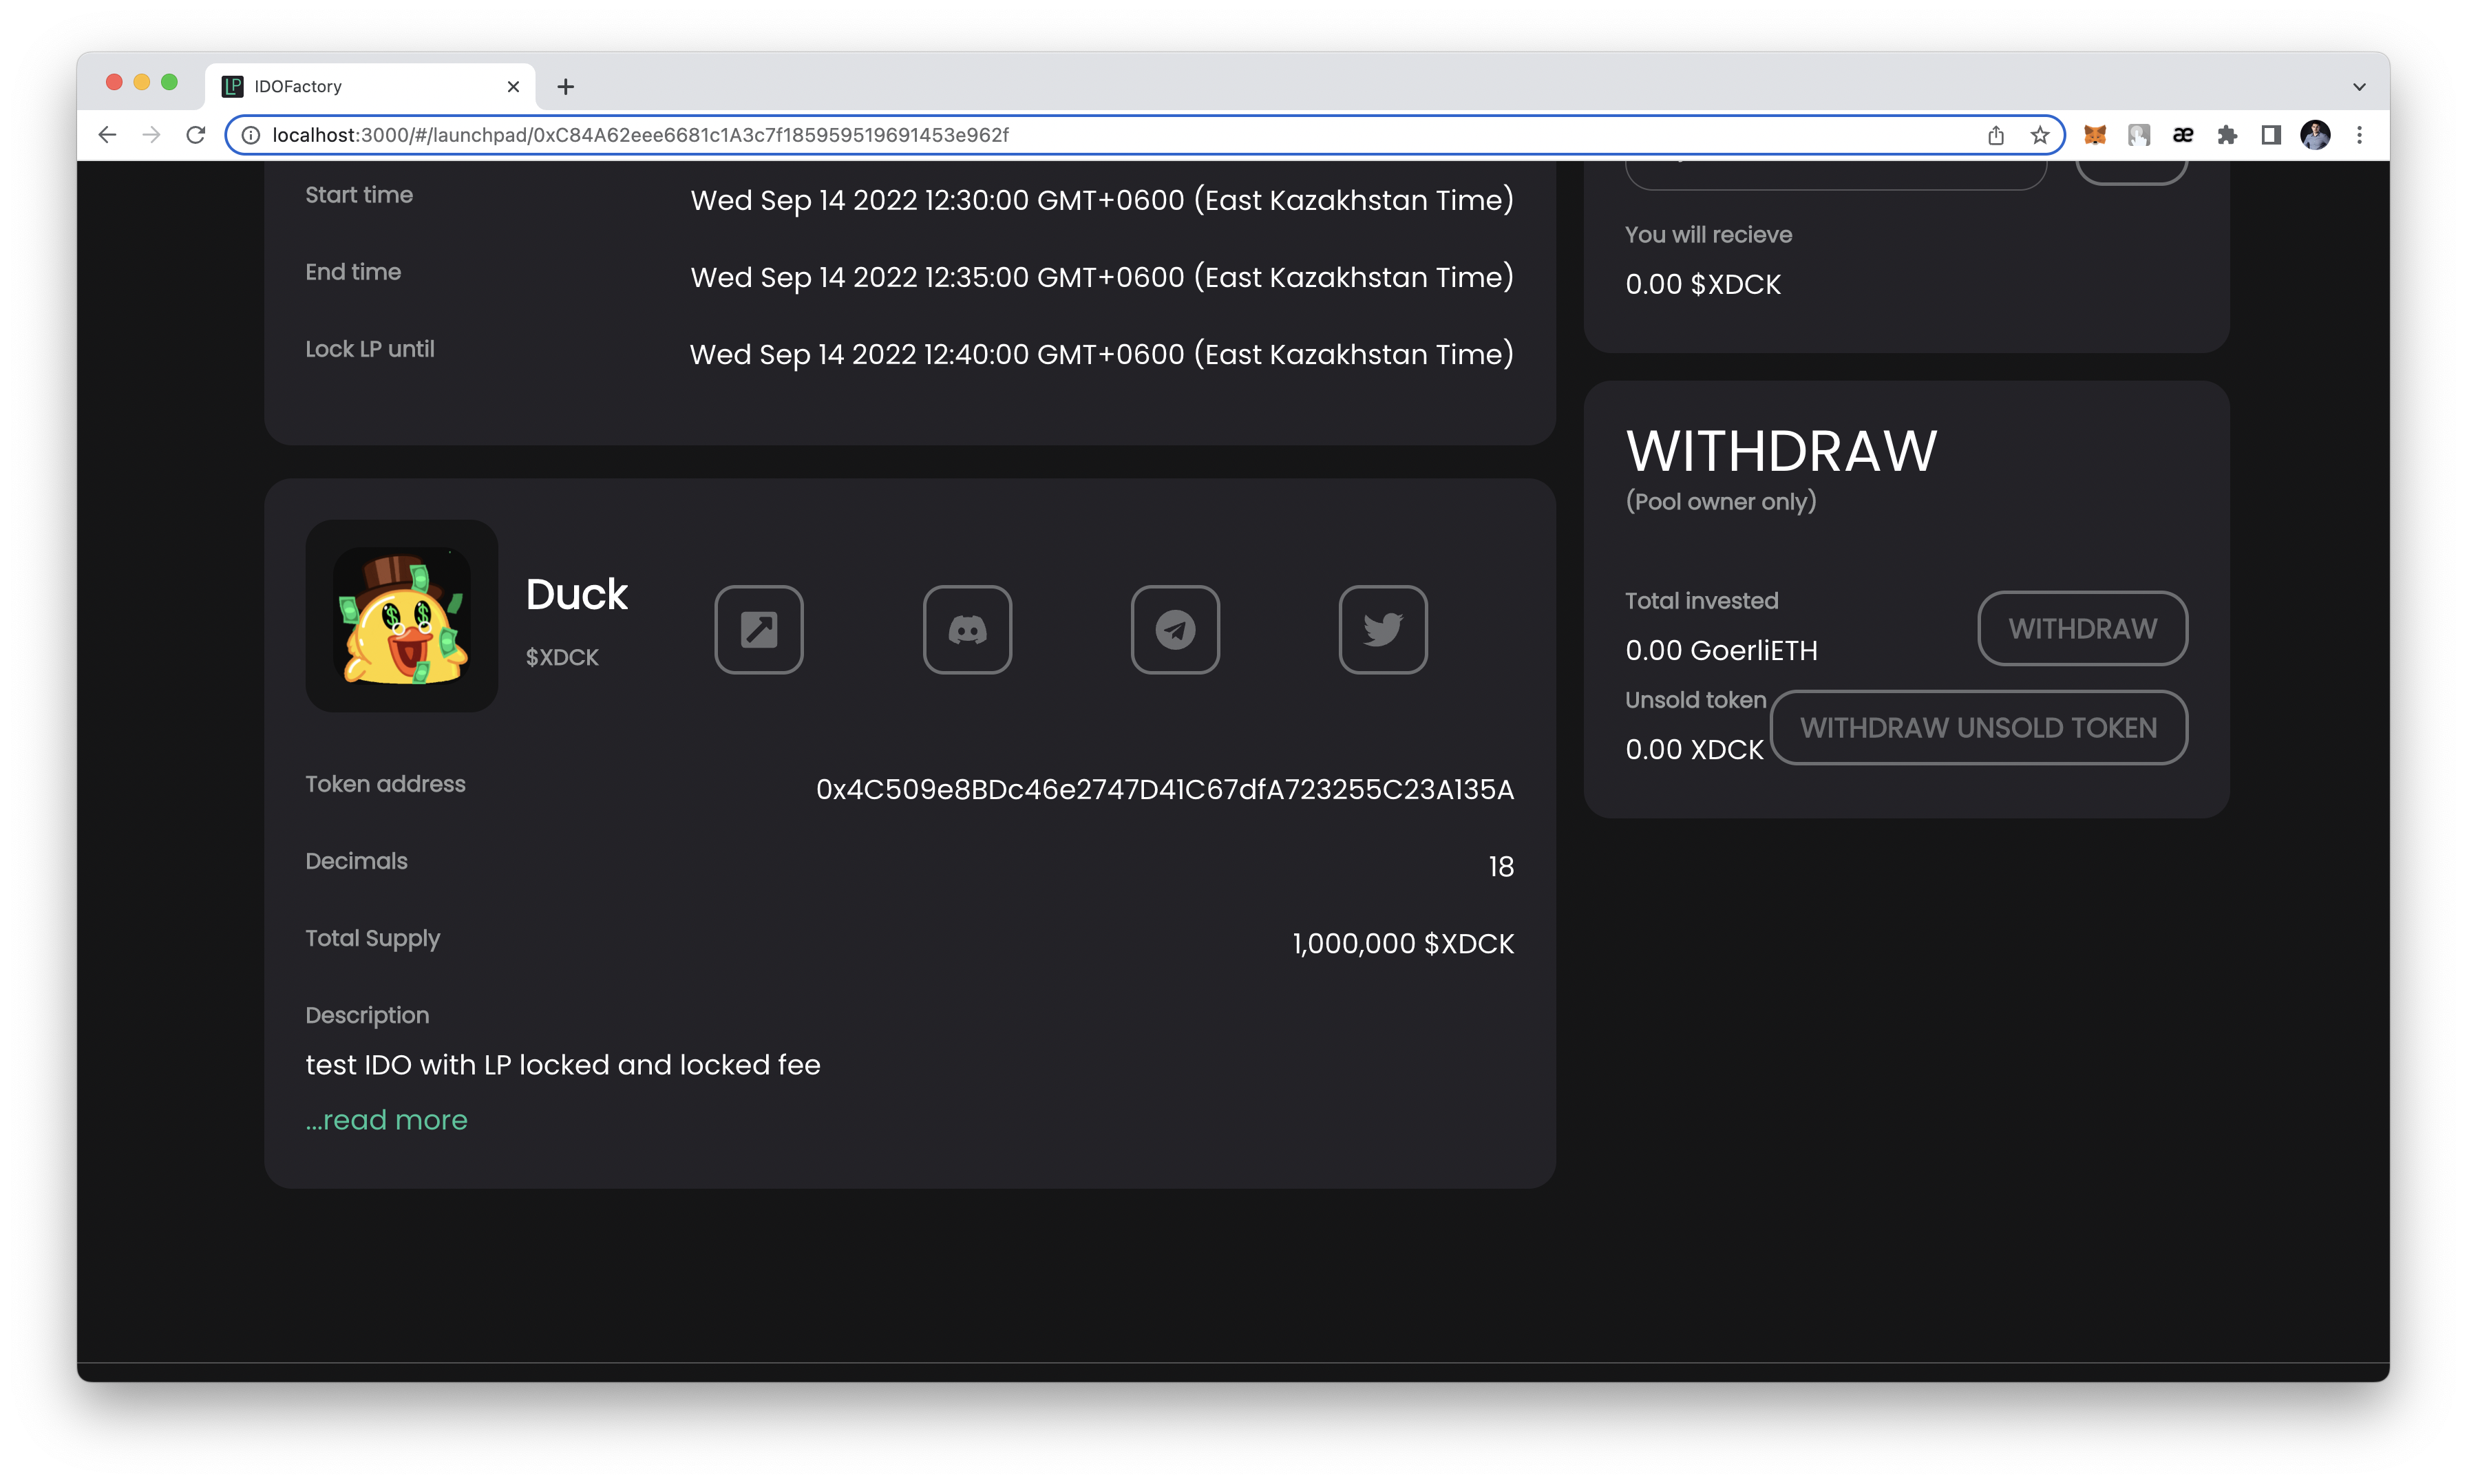 IDOFactory
localhost:3000/#/launchpad/0xC84A62eee6681c1A3c7f185959519691453e962f
Start time
Wed Sep 14 2022 12:30:00 GMT+0600 (East Kazakhstan Time)
End time
Wed Sep 14 2022 12:35:00 GMT+0600 (East Kazakhstan Time)
Lock LP until
Wed Sep 14 2022 12:40:00 GMT+0600 (East Kazakhstan Time)
Duck
$XDCK
Token address
0x4C509e8BDc46e2747D41C67dfA723255C23A135A
Decimals
18
Total Supply
1,000,000 $XDCK
Description
test IDO with LP locked and locked fee
...read more
You will recieve
0.00 $XDCK
WITHDRAW
(Pool owner only)
Total invested
0.00 GoerliETH
WITHDRAW
Unsold token
0.00 XDCK
WITHDRAW UNSOLD TOKEN